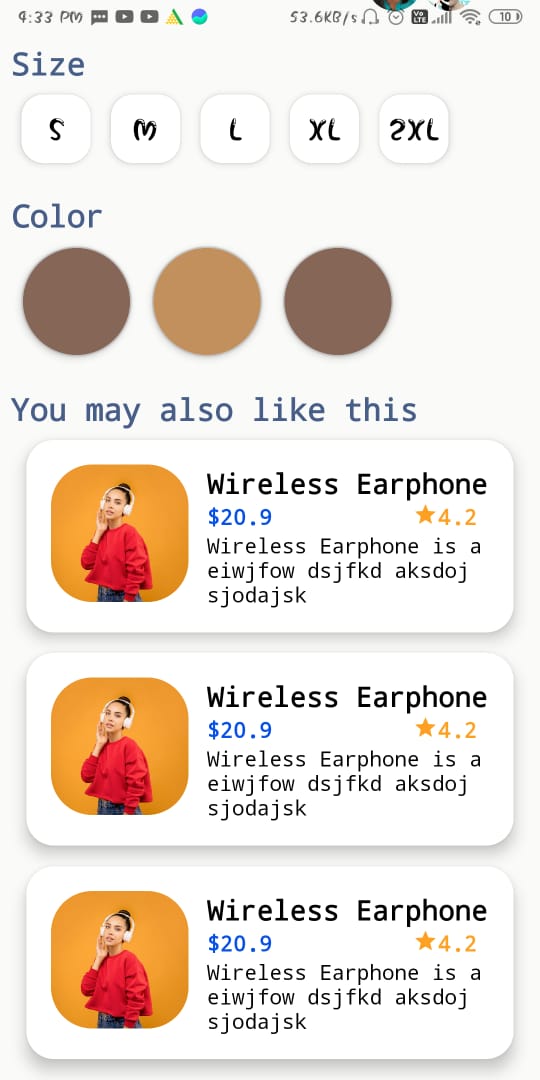 4:33 PM 53.6KB/s Vo LTE 10
Size
S M L XL 2XL
Color
You may also like this
Wireless Earphone
$20.9 4.2
Wireless Earphone is a
eiwjfow dsjfkd aksdoj
sjodajsk
Wireless Earphone
$20.9 4.2
Wireless Earphone is a
eiwjfow dsjfkd aksdoj
sjodajsk
Wireless Earphone
$20.9 4.2
Wireless Earphone is a
eiwjfow dsjfkd aksdoj
sjodajsk